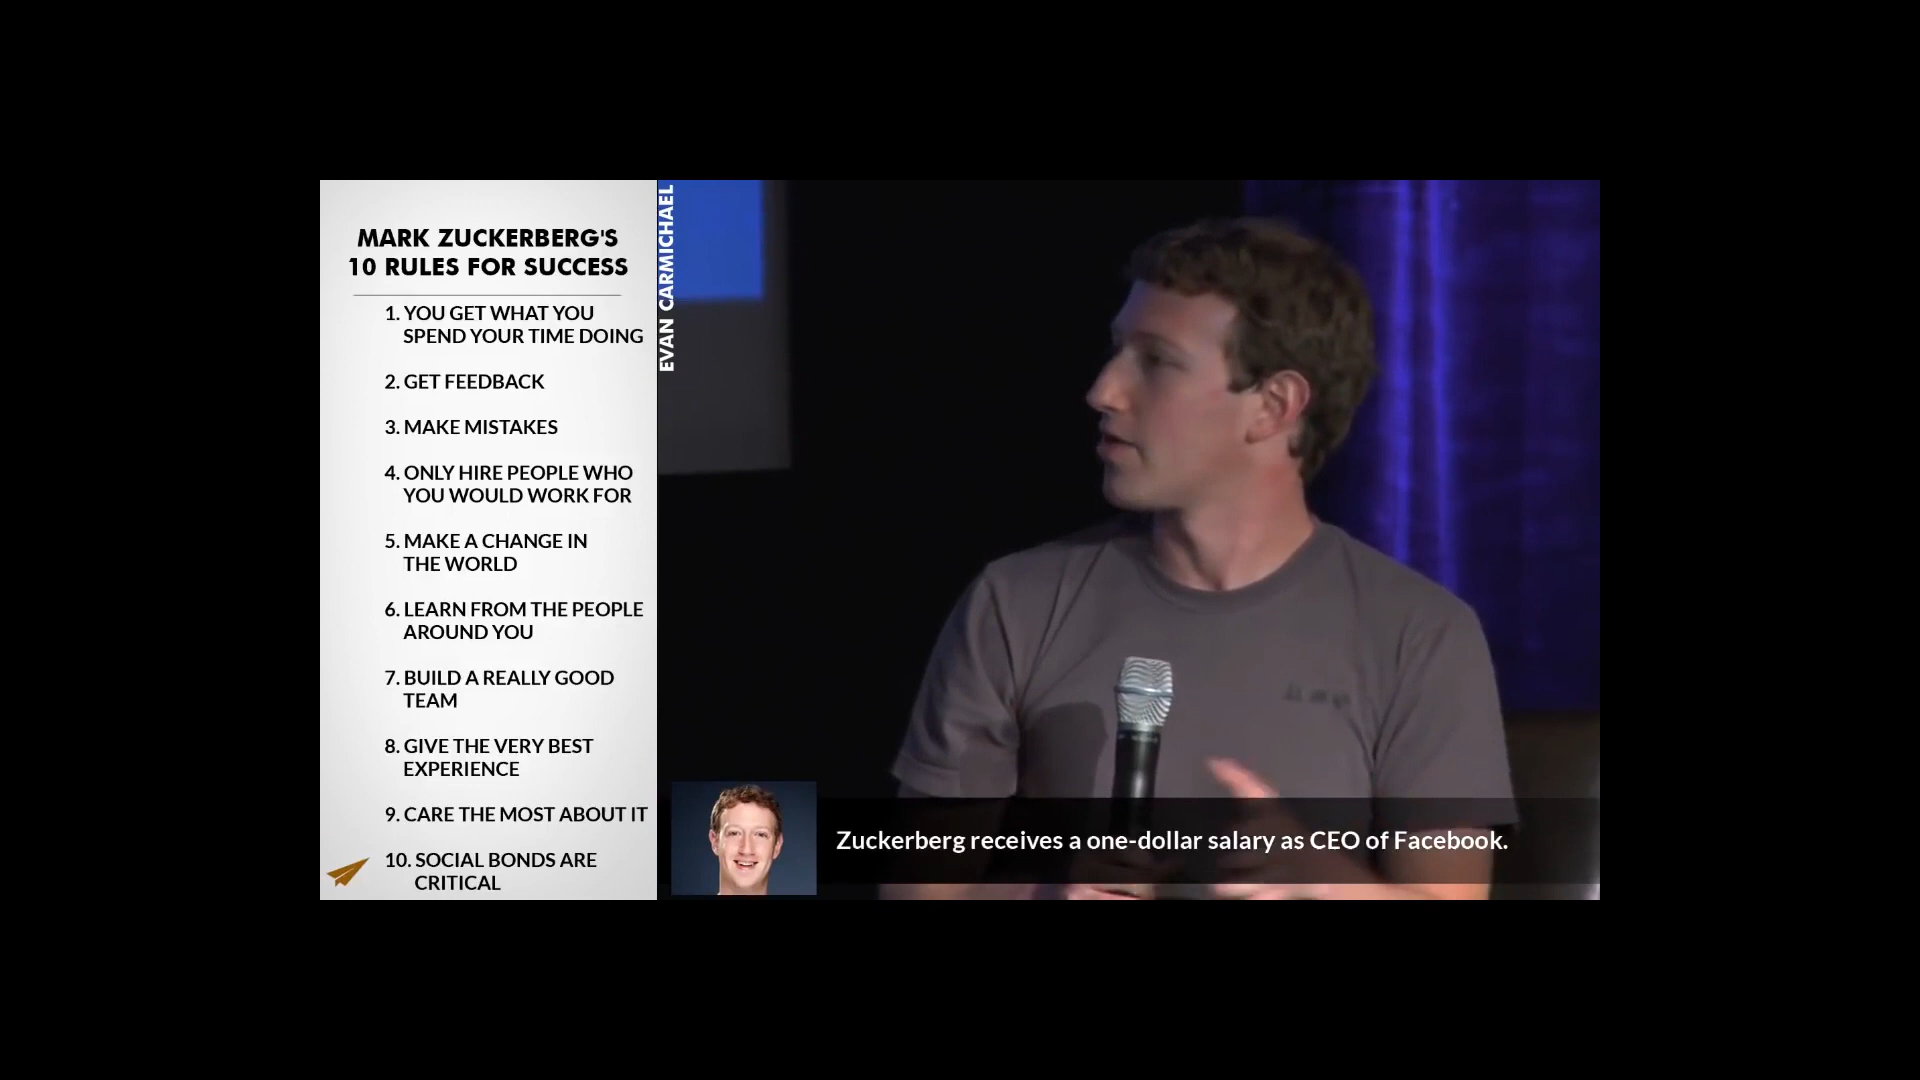 MARK ZUCKERBERG'S
10 RULES FOR SUCCESS
1. YOU GET WHAT YOU
SPEND YOUR TIME DOING
2. GET FEEDBACK
3. MAKE MISTAKES
4. ONLY HIRE PEOPLE WHO
YOU WOULD WORK FOR
5. MAKE A CHANGE IN
THE WORLD
6. LEARN FROM THE PEOPLE
AROUND YOU
7. BUILD A REALLY GOOD
TEAM
8. GIVE THE VERY BEST
EXPERIENCE
9. CARE THE MOST ABOUT IT
10. SOCIAL BONDS ARE
CRITICAL
EVAN CARMICHAEL
Zuckerberg receives a one-dollar salary as CEO of Facebook.